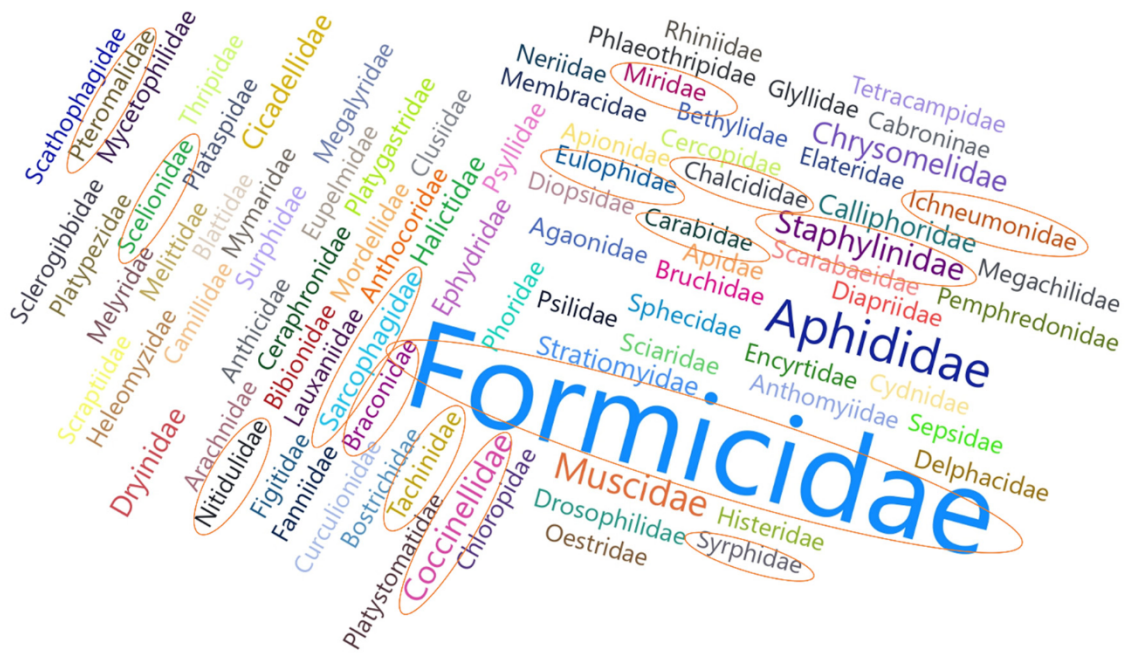 Scathophagidae
Pteromalidae
Mycetophilidae
Thripidae
Plataspidae
Cicadellidae
Megalyridae
Sclerogibbidae
Platypezidae
Scelionidae
Melyridae
Melittidae
Blattidae
Mymaridae
Surphidae
Eupelmidae
Platygastridae
Clusiidae
Scraptiidae
Heleomyzidae
Camillidae
Anthicidae
Ceraphronidae
Mordellidae
Anthocoridae
Halictidae
Psyllidae
Dryinidae
Arachnidae
Bibionidae
Lauxaniidae
Sarcophagidae
Ephydridae
Nitidulidae
Figitidae
Fanniidae
Curculionidae
Bostrichidae
Braconidae
Phoridae
Tachinidae
Platystomatidae
Coccinellidae
Chloropidae
Rhiniidae
Phlaeothripidae
Neriidae
Miridae
Glyllidae
Tetracampidae
Membracidae
Bethylidae
Cabroninae
Apionidae
Cercopidae
Chrysomelidae
Eulophidae
Chalcididae
Elateridae
Diopsidae
Calliphoridae
Ichneumonidae
Carabidae
Staphylinidae
Agaonidae
Apidae
Scarabaeidae
Megachilidae
Bruchidae
Diapriidae
Pemphredonidae
Psilidae
Sphecidae
Aphididae
Stratiomyidae
Sciaridae
Encyrtidae
Cydnidae
Anthomyiidae
Sepsidae
Formicidae
Delphacidae
Muscidae
Drosophilidae
Histeridae
Oestridae
Syrphidae